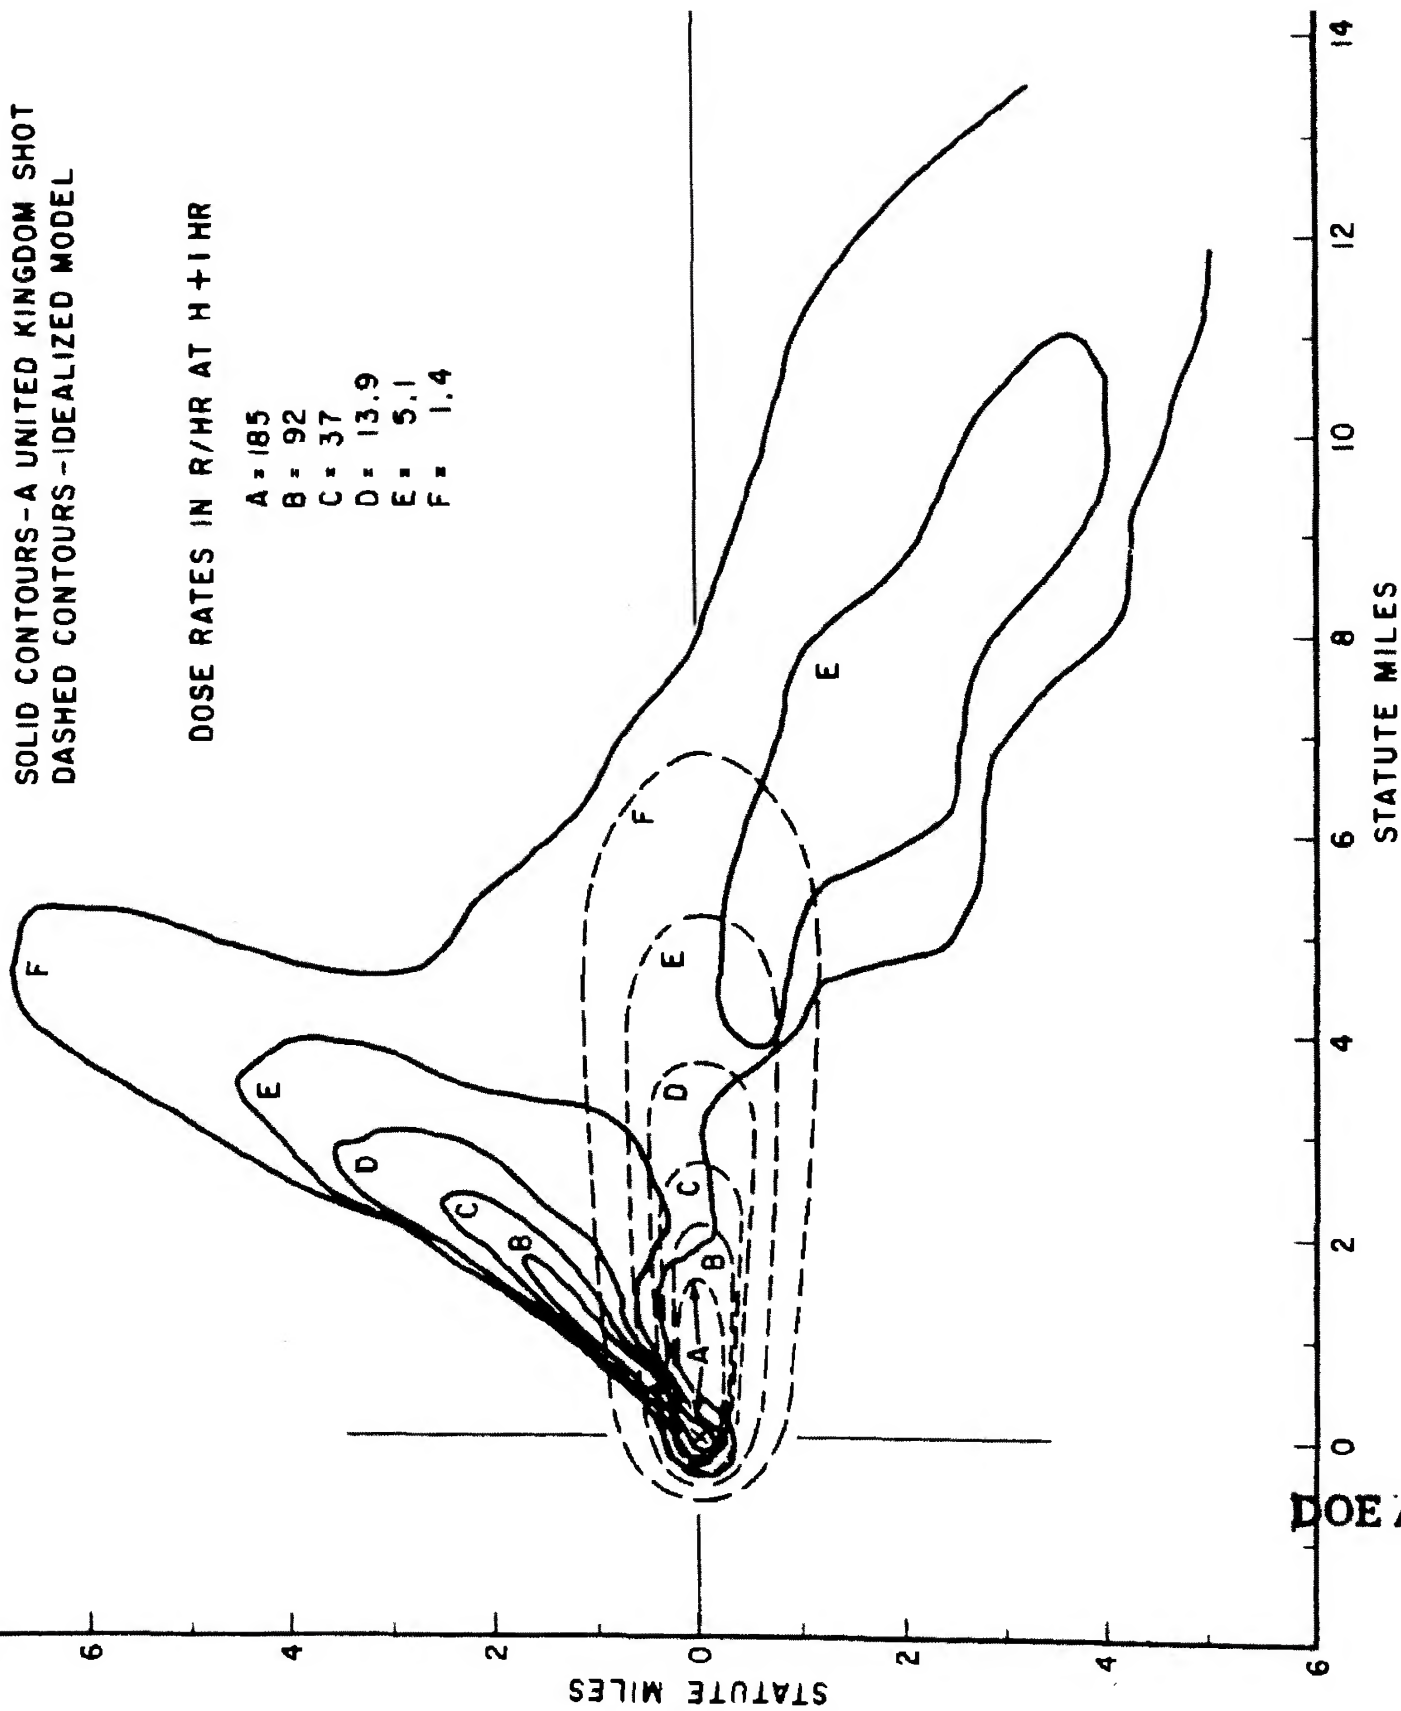 SOLID CONTOURS-A UNITED KINGDOM SHOT
DASHED CONTOURS-IDEALIZED MODEL
DOSE RATES IN R/HR AT H+1 HR
A = 185
B = 92
C = 37
D = 13.9
E = 5.1
F = 1.4
F
E
D
C
B
F
E
D
C
B
A
E
6
4
2
0
2
4
6
STATUTE MILES
0
2
4
6
8
10
12
14
STATUTE MILES
DOE